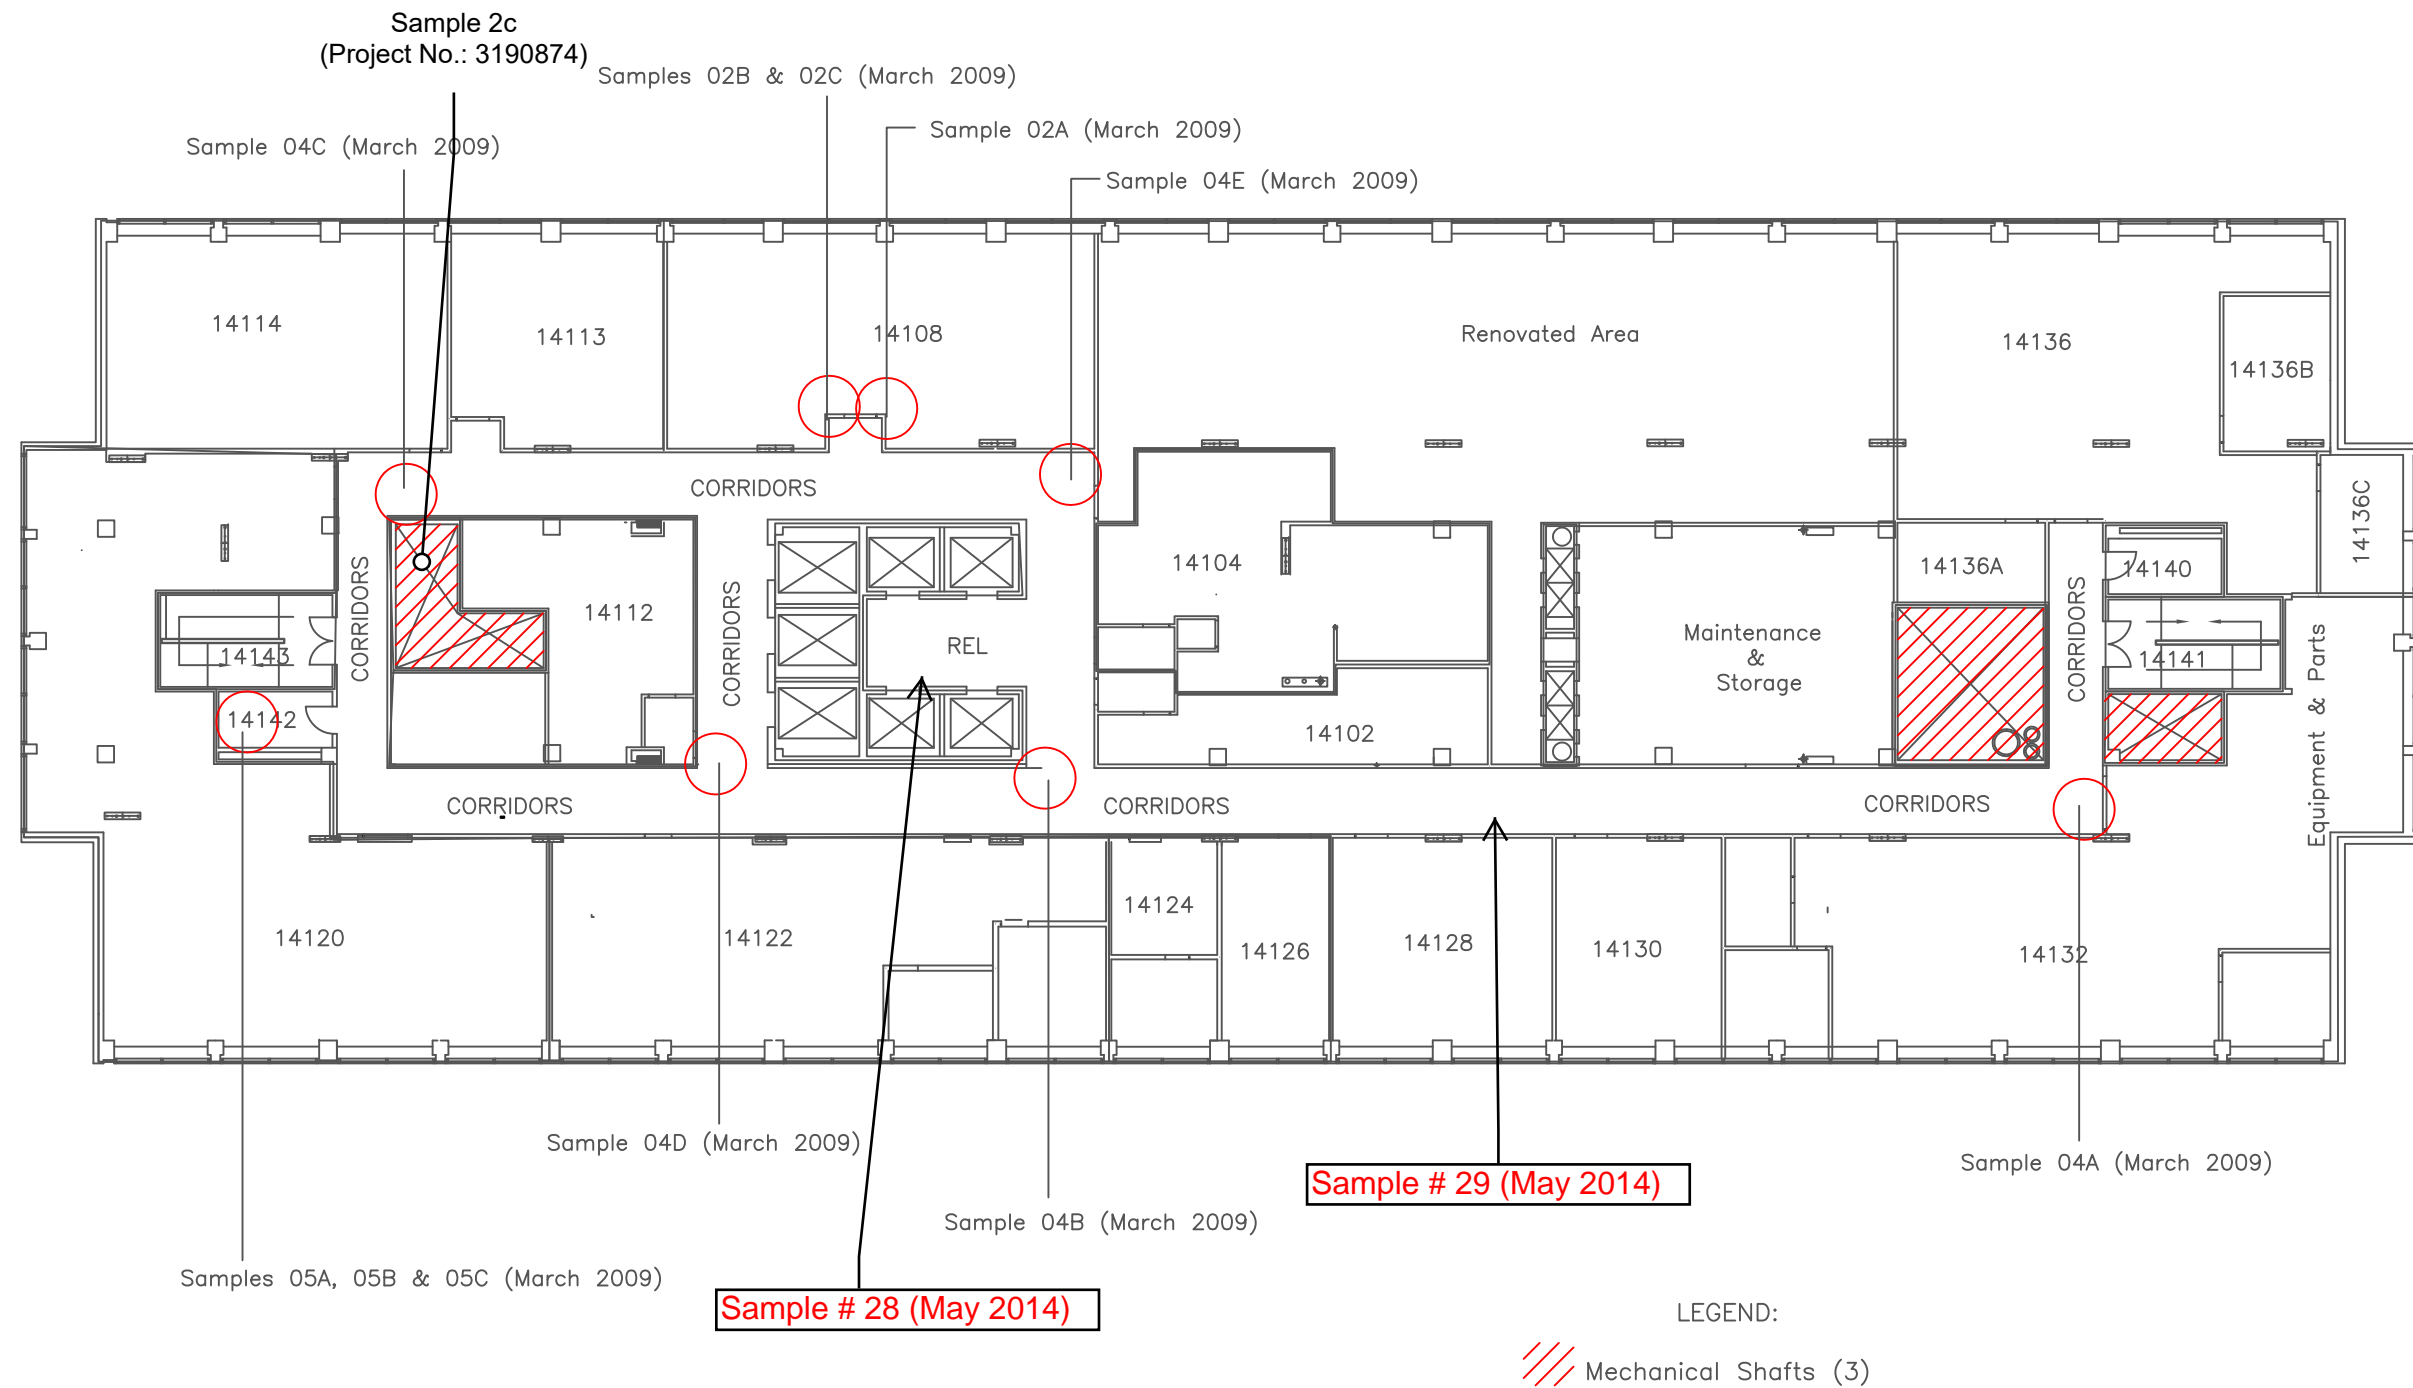 Sample 2c
(Project No.: 3190874)
Samples 02B & 02C (March 2009)
Sample 02A (March 2009)
Sample 04C (March 2009)
Sample 04E (March 2009)
14114
14113
14108
Renovated Area
14136
14136B
CORRIDORS
14136C
14104
14136A
14140
CORRIDORS
14112
CORRIDORS
CORRIDORS
REL
Maintenance
&
Storage
14143
14141
Equipment & Parts
14142
14102
CORRIDORS
CORRIDORS
CORRIDORS
14120
14122
14124
14126
14128
14130
14132
Sample 04D (March 2009)
Sample 04A (March 2009)
Sample # 29 (May 2014)
Sample 04B (March 2009)
Samples 05A, 05B & 05C (March 2009)
Sample # 28 (May 2014)
LEGEND:
Mechanical Shafts (3)